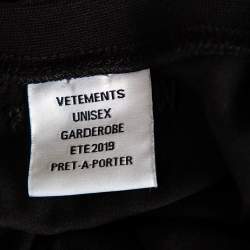 VETEMENTS
UNISEX
GARDEROBE
ETE 2019
PRET-A-PORTER